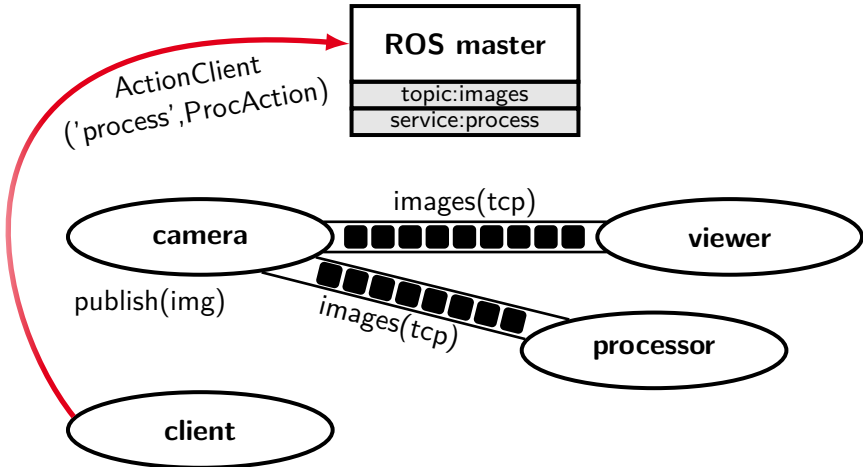 ROS master
topic:images
service:process
ActionClient
(’process’,ProcAction)
images(tcp)
camera
viewer
publish(img)
images(tcp)
processor
client